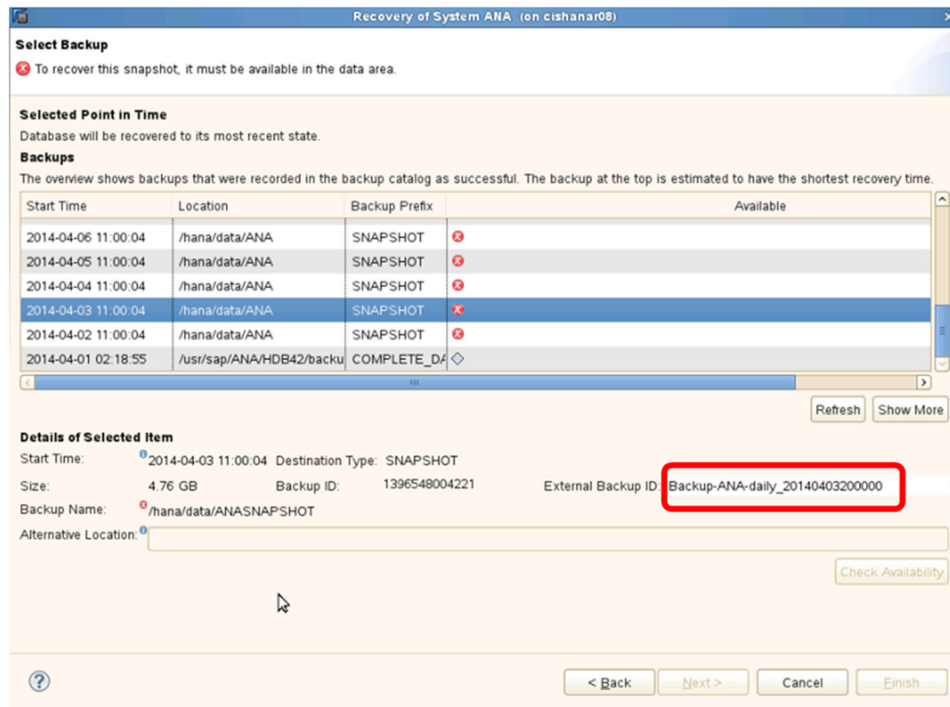 Recovery of System ANA (on cishanar08)
Select Backup
To recover this snapshot, it must be available in the data area.
Selected Point in Time
Database will be recovered to its most recent state.
Backups
The overview shows backups that were recorded in the backup catalog as successful. The backup at the top is estimated to have the shortest recovery time.
Start Time Location Backup Prefix Available
2014-04-06 11:00:04 /hana/data/ANA SNAPSHOT
2014-04-05 11:00:04 /hana/data/ANA SNAPSHOT
2014-04-04 11:00:04 /hana/data/ANA SNAPSHOT
2014-04-03 11:00:04 /hana/data/ANA SNAPSHOT
2014-04-02 11:00:04 /hana/data/ANA SNAPSHOT
2014-04-01 02:18:55 /usr/sap/ANA/HDB42/backu COMPLETE_DA
Refresh Show More
Details of Selected Item
Start Time: 2014-04-03 11:00:04 Destination Type: SNAPSHOT
Size: 4.76 GB Backup ID: 1396548004221 External Backup ID: Backup-ANA-daily_20140403200000
Backup Name: /hana/data/ANASNAPSHOT
Alternative Location:
Check Availability
? < Back Next > Cancel Finish